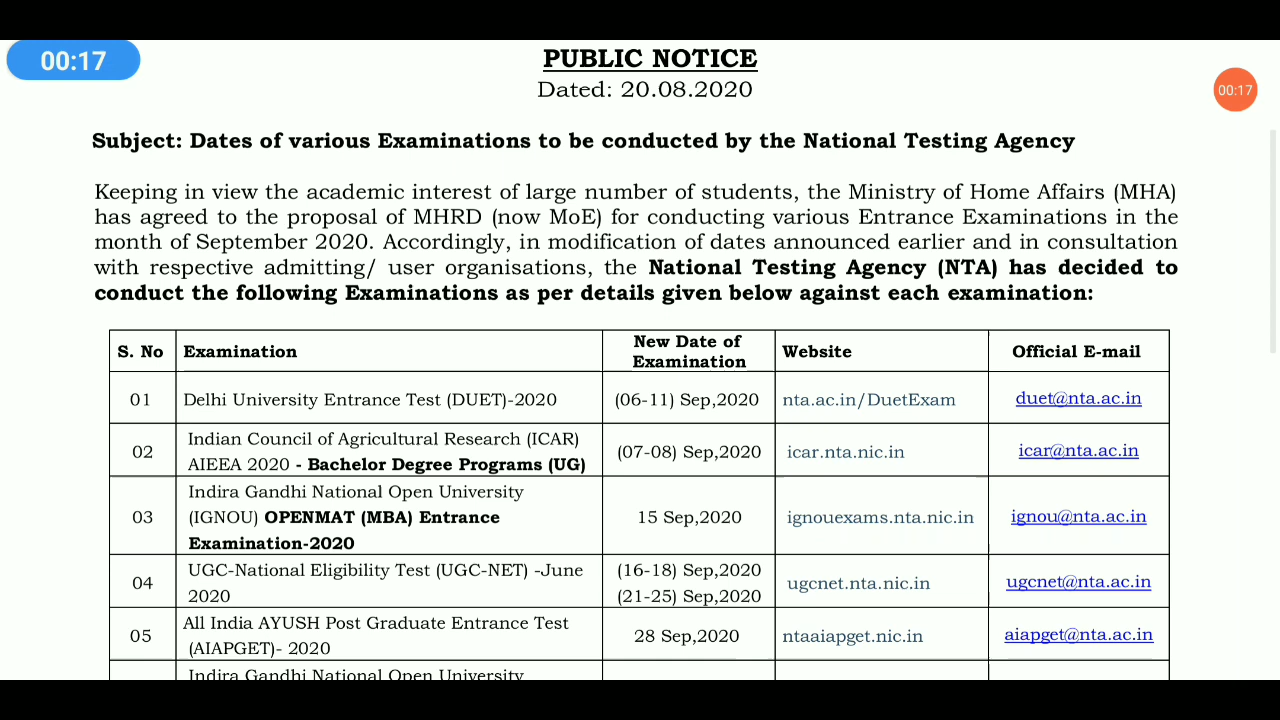 00:17
PUBLIC NOTICE
Dated: 20.08.2020
00:17
Subject: Dates of various Examinations to be conducted by the National Testing Agency
Keeping in view the academic interest of large number of students, the Ministry of Home Affairs (MHA)
has agreed to the proposal of MHRD (now MoE) for conducting various Entrance Examinations in the
month of September 2020. Accordingly, in modification of dates announced earlier and in consultation
with respective admitting/ user organisations, the National Testing Agency (NTA) has decided to
conduct the following Examinations as per details given below against each examination:
S. No Examination New Date of Examination Website Official E-mail
01 Delhi University Entrance Test (DUET)-2020 (06-11) Sep,2020 nta.ac.in/DuetExam duet@nta.ac.in
02 Indian Council of Agricultural Research (ICAR)
AIEEA 2020 - Bachelor Degree Programs (UG) (07-08) Sep,2020 icar.nta.nic.in icar@nta.ac.in
03 Indira Gandhi National Open University
(IGNOU) OPENMAT (MBA) Entrance
Examination-2020 15 Sep,2020 ignouexams.nta.nic.in ignou@nta.ac.in
04 UGC-National Eligibility Test (UGC-NET) -June
2020 (16-18) Sep,2020
(21-25) Sep,2020 ugcnet.nta.nic.in ugcnet@nta.ac.in
05 All India AYUSH Post Graduate Entrance Test
(AIAPGET)- 2020 28 Sep,2020 ntaaiapget.nic.in aiapget@nta.ac.in
Indira Gandhi National Open University